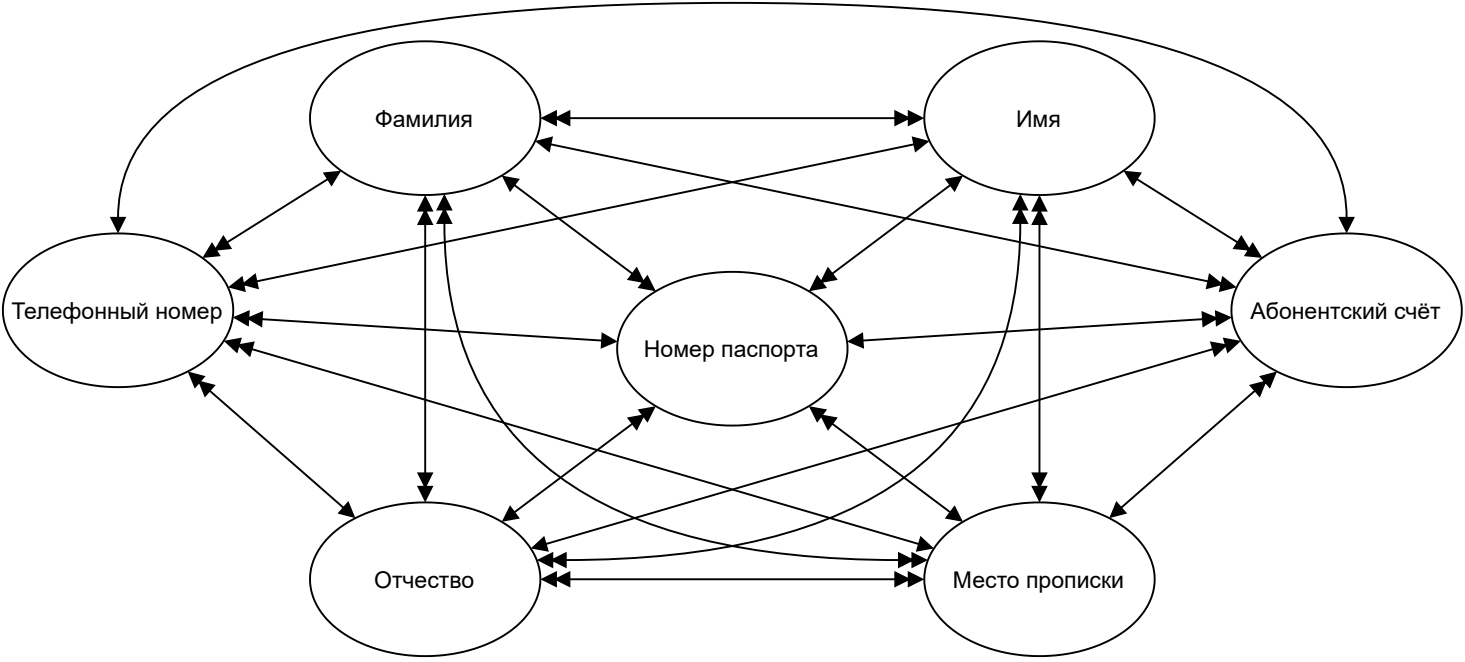 Фамилия
Имя
Телефонный номер
Абонентский счёт
Номер паспорта
Отчество
Место прописки